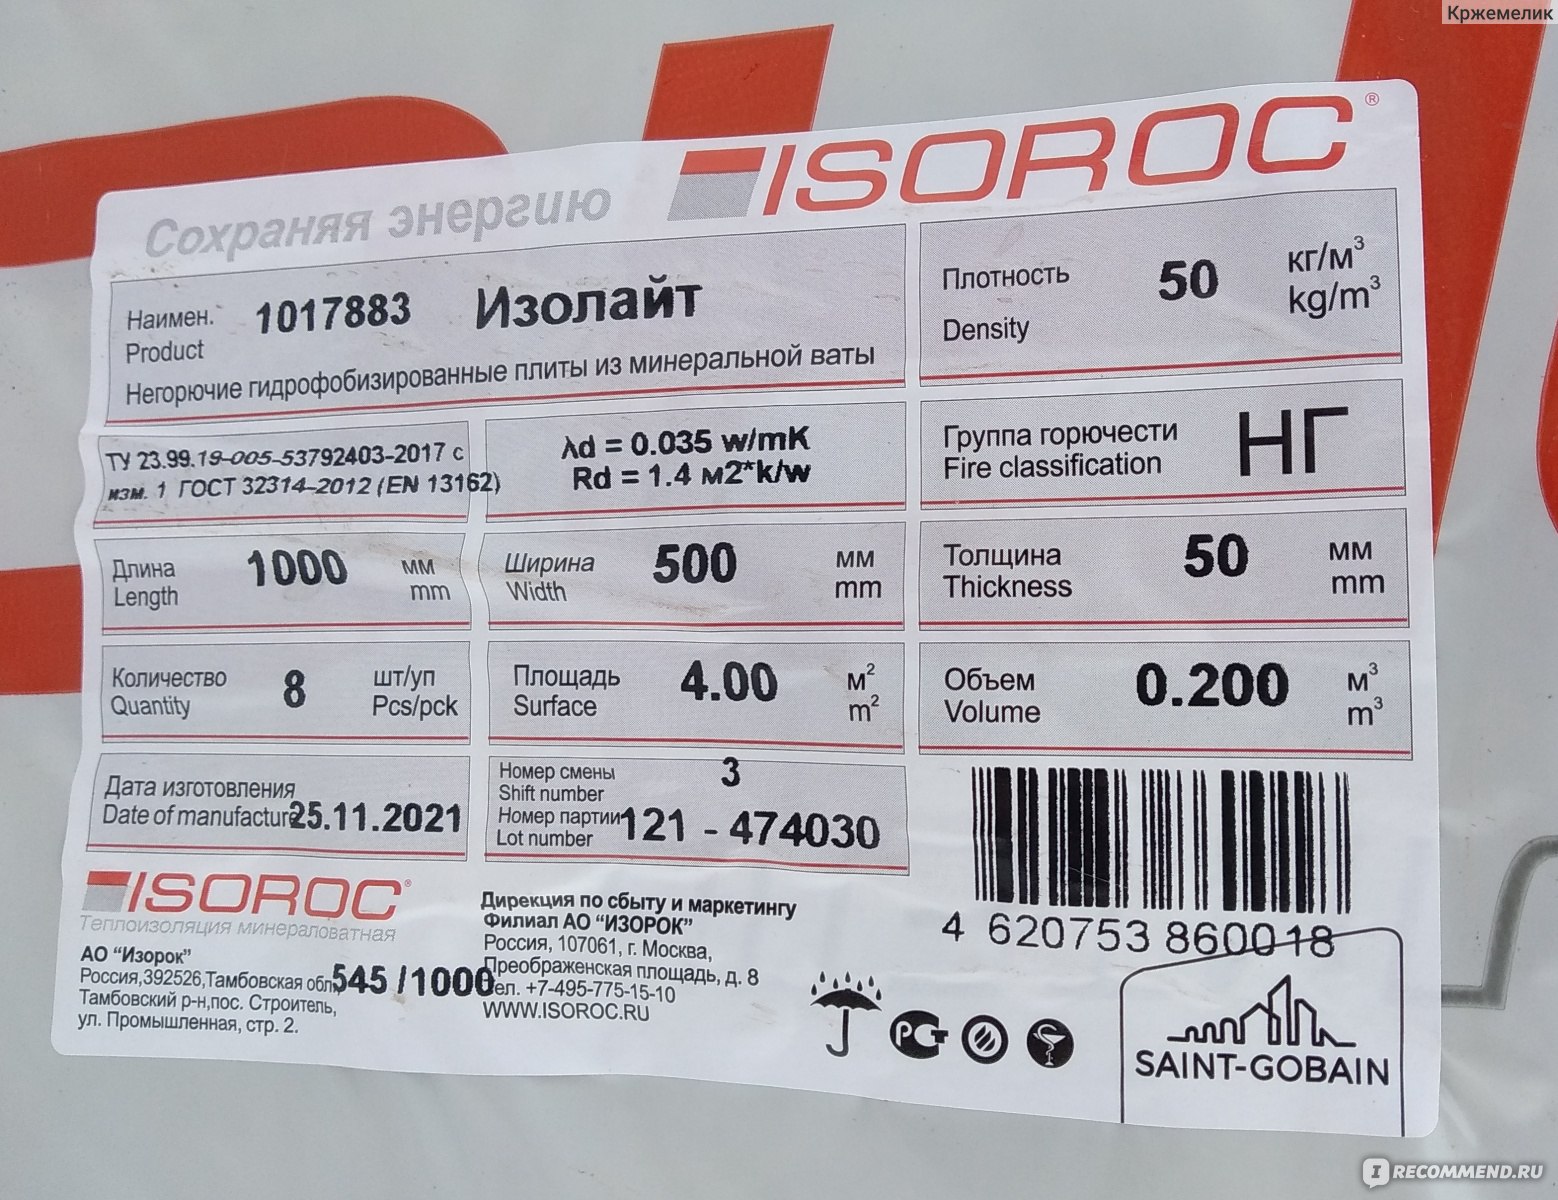 Кржемелик
ISOROC®
Сохраняя энергию
Наимен. 1017883 Изолайт
Product
Негорючие гидрофобизированные плиты из минеральной ваты
Плотность 50 кг/м³
Density kg/m³
ТУ 23.99.19-005-53792403-2017 с
изм. 1 ГОСТ 32314-2012 (EN 13162)
λd = 0.035 w/mK
Rd = 1.4 м2*k/w
Группа горючести НГ
Fire classification
Длина 1000 мм
Length mm
Ширина 500 мм
Width mm
Толщина 50 мм
Thickness mm
Количество 8 шт/уп
Quantity Pcs/pck
Площадь 4.00 м²
Surface m²
Объем 0.200 м³
Volume m³
Дата изготовления
Date of manufacture 25.11.2021
Номер смены 3
Shift number
Номер партии 121 - 474030
Lot number
4 620753 860018
ISOROC®
Теплоизоляция минераловатная
АО “Изорок”
Россия,392526,Тамбовская обл.,
Тамбовский р-н,пос. Строитель,
ул. Промышленная, стр. 2.
545 /1000
Дирекция по сбыту и маркетингу
Филиал АО “ИЗОРОК”
Россия, 107061, г. Москва,
Преображенская площадь, д. 8
Тел. +7-495-775-15-10
WWW.ISOROC.RU
РСТ
SAINT-GOBAIN
IRECOMMEND.RU